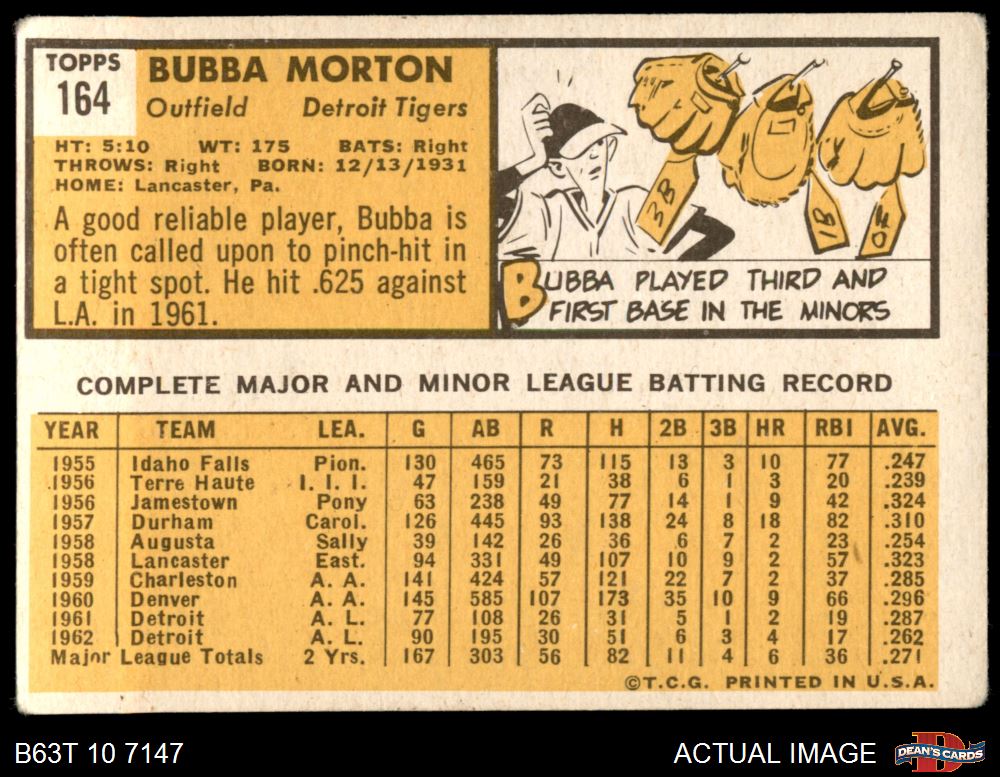 TOPPS
164
BUBBA MORTON
Outfield Detroit Tigers
HT: 5:10 WT: 175 BATS: Right
THROWS: Right BORN: 12/13/1931
HOME: Lancaster, Pa.
A good reliable player, Bubba is
often called upon to pinch-hit in
a tight spot. He hit .625 against
L.A. in 1961.
3B
1B
OF
BUBBA PLAYED THIRD AND
FIRST BASE IN THE MINORS
COMPLETE MAJOR AND MINOR LEAGUE BATTING RECORD
YEAR TEAM LEA. G AB R H 2B 3B HR RBI AVG.
1955 Idaho Falls Pion. 130 465 73 115 13 3 10 77 .247
1956 Terre Haute I. I. I. 47 159 21 38 6 1 3 20 .239
1956 Jamestown Pony 63 238 49 77 14 1 9 42 .324
1957 Durham Carol. 126 445 93 138 24 8 18 82 .310
1958 Augusta Sally 39 142 26 36 6 7 2 23 .254
1958 Lancaster East. 94 331 49 107 10 9 2 57 .323
1959 Charleston A. A. 141 424 57 121 22 7 2 37 .285
1960 Denver A. A. 145 585 107 173 35 10 9 66 .296
1961 Detroit A. L. 77 108 26 31 5 1 2 19 .287
1962 Detroit A. L. 90 195 30 51 6 3 4 17 .262
Major League Totals 2 Yrs. 167 303 56 82 11 4 6 36 .271
©T.C.G. PRINTED IN U.S.A.
B63T 10 7147 ACTUAL IMAGE
D
DEAN'S CARDS